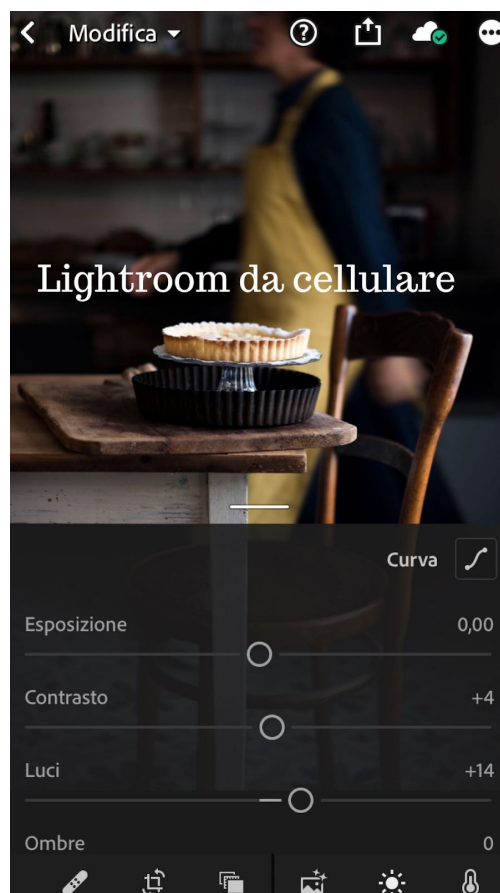 Modifica
Lightroom da cellulare
Curva
Esposizione 0,00
Contrasto +4
Luci +14
Ombre 0